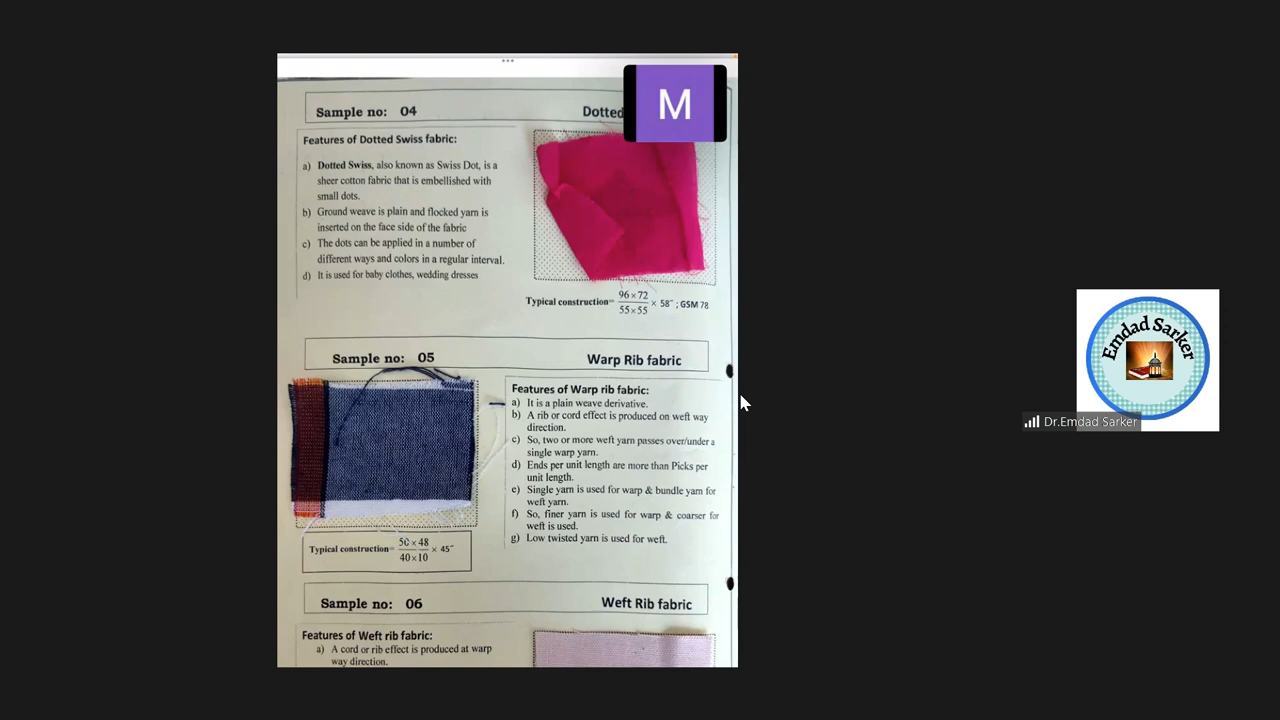 M
Sample no: 04
Dotted
Features of Dotted Swiss fabric:
a) Dotted Swiss, also known as Swiss Dot, is a
sheer cotton fabric that is embellished with
small dots.
b) Ground weave is plain and flocked yarn is
inserted on the face side of the fabric
c) The dots can be applied in a number of
different ways and colors in a regular interval.
d) It is used for baby clothes, wedding dresses
Typical construction= 96×72 / 55×55 × 58″ ; GSM 78
Sample no: 05
Warp Rib fabric
Features of Warp rib fabric:
a) It is a plain weave derivative.
b) A rib or cord effect is produced on weft way
direction.
c) So, two or more weft yarn passes over/under a
single warp yarn.
d) Ends per unit length are more than Picks per
unit length.
e) Single yarn is used for warp & bundle yarn for
weft yarn.
f) So, finer yarn is used for warp & coarser for
weft is used.
g) Low twisted yarn is used for weft.
Typical construction= 50×48 / 40×10 × 45″
Sample no: 06
Weft Rib fabric
Features of Weft rib fabric:
a) A cord or rib effect is produced at warp
way direction.
Emdad Sarker
Dr.Emdad Sarker